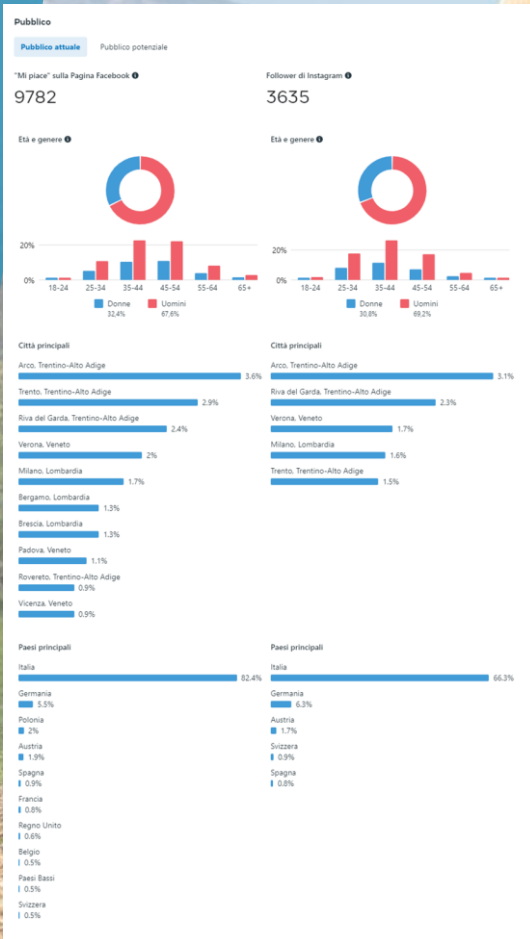 Pubblico
Pubblico attuale Pubblico potenziale
"Mi piace" sulla Pagina Facebook
9782
Follower di Instagram
3635
Età e genere
20%
0%
18-24 25-34 35-44 45-54 55-64 65+
Donne Uomini
32,4% 67,6%
Età e genere
20%
0%
18-24 25-34 35-44 45-54 55-64 65+
Donne Uomini
30,8% 69,2%
Città principali
Arco, Trentino-Alto Adige
3.6%
Trento, Trentino-Alto Adige
2.9%
Riva del Garda, Trentino-Alto Adige
2.4%
Verona, Veneto
2%
Milano, Lombardia
1.7%
Bergamo, Lombardia
1.3%
Brescia, Lombardia
1.3%
Padova, Veneto
1.1%
Rovereto, Trentino-Alto Adige
0.9%
Vicenza, Veneto
0.9%
Città principali
Arco, Trentino-Alto Adige
3.1%
Riva del Garda, Trentino-Alto Adige
2.3%
Verona, Veneto
1.7%
Milano, Lombardia
1.6%
Trento, Trentino-Alto Adige
1.5%
Paesi principali
Italia
82.4%
Germania
5.5%
Polonia
2%
Austria
1.9%
Spagna
0.9%
Francia
0.8%
Regno Unito
0.6%
Belgio
0.5%
Paesi Bassi
0.5%
Svizzera
0.5%
Paesi principali
Italia
66.3%
Germania
6.3%
Austria
1.7%
Svizzera
0.9%
Spagna
0.8%